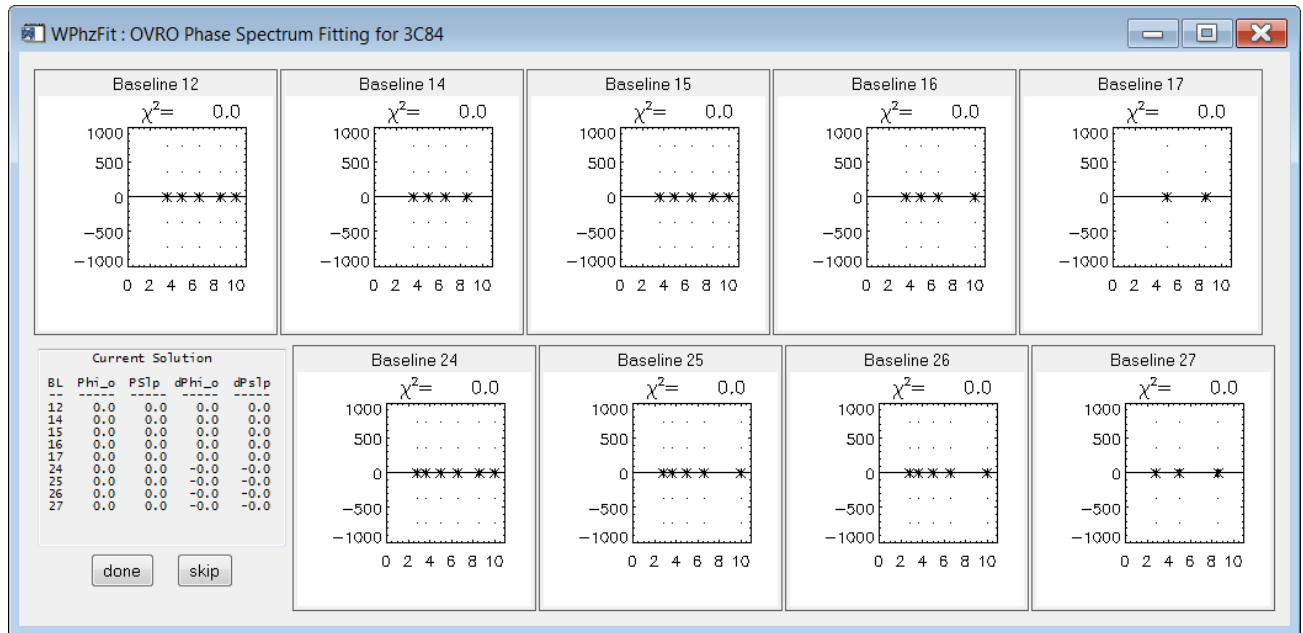 WPhzFit : OVRO Phase Spectrum Fitting for 3C84
Baseline 12
χ²= 0.0
1000
500
0
−500
−1000
0 2 4 6 8 10
Baseline 14
χ²= 0.0
1000
500
0
−500
−1000
0 2 4 6 8 10
Baseline 15
χ²= 0.0
1000
500
0
−500
−1000
0 2 4 6 8 10
Baseline 16
χ²= 0.0
1000
500
0
−500
−1000
0 2 4 6 8 10
Baseline 17
χ²= 0.0
1000
500
0
−500
−1000
0 2 4 6 8 10
Current Solution
BL Phi_o PSlp dPhi_o dPslp
-- ----- ----- ----- -----
12 0.0 0.0 0.0 0.0
14 0.0 0.0 0.0 0.0
15 0.0 0.0 0.0 0.0
16 0.0 0.0 0.0 0.0
17 0.0 0.0 0.0 0.0
24 0.0 0.0 -0.0 -0.0
25 0.0 0.0 -0.0 -0.0
26 0.0 0.0 -0.0 -0.0
27 0.0 0.0 -0.0 -0.0
done skip
Baseline 24
χ²= 0.0
1000
500
0
−500
−1000
0 2 4 6 8 10
Baseline 25
χ²= 0.0
1000
500
0
−500
−1000
0 2 4 6 8 10
Baseline 26
χ²= 0.0
1000
500
0
−500
−1000
0 2 4 6 8 10
Baseline 27
χ²= 0.0
1000
500
0
−500
−1000
0 2 4 6 8 10